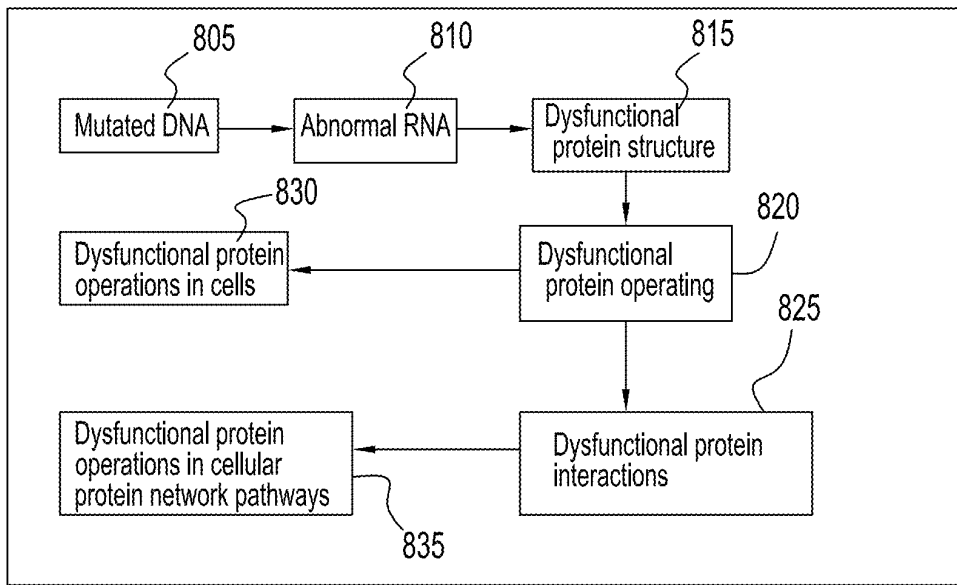 805
810
815
Mutated DNA
Abnormal RNA
Dysfunctional
protein structure
830
820
Dysfunctional protein
operations in cells
Dysfunctional
protein operating
825
Dysfunctional protein
operations in cellular
protein network pathways
Dysfunctional protein
interactions
835